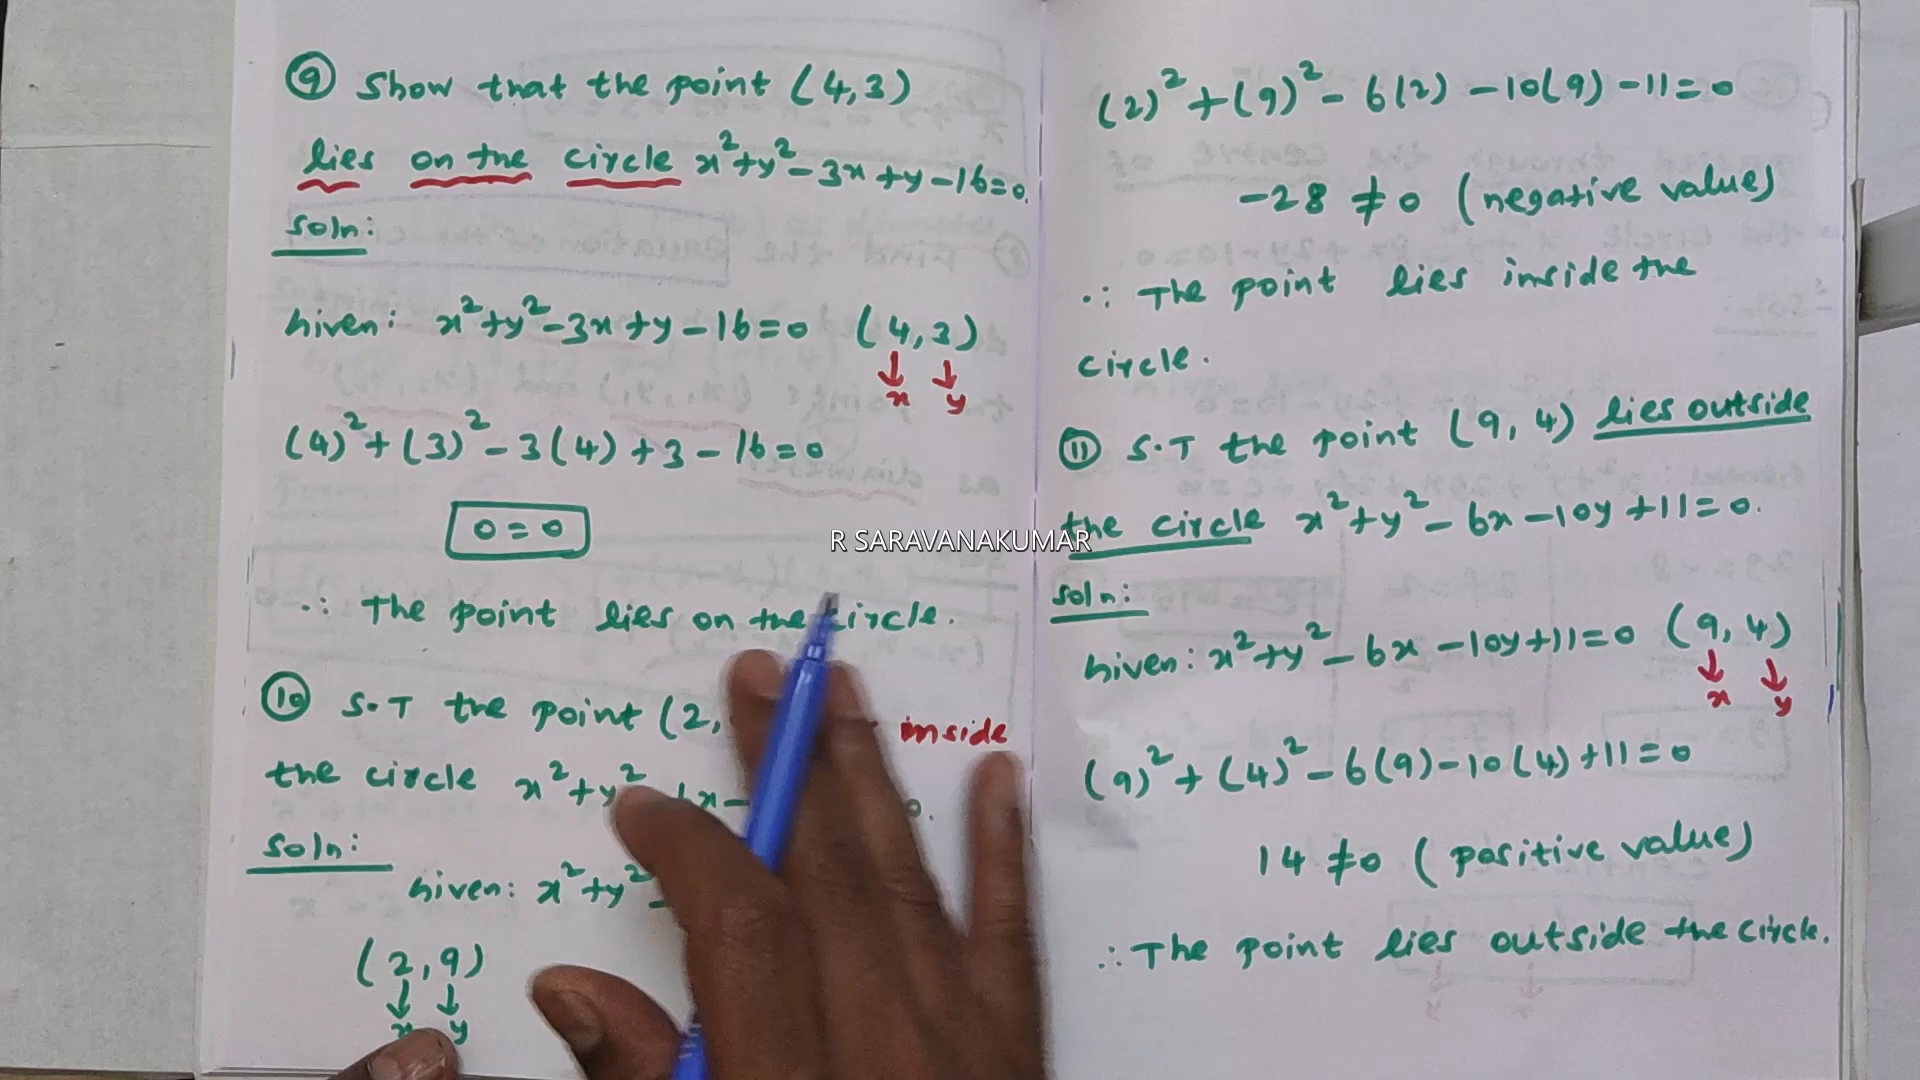 ⑨ Show that the point (4,3)
lies on the circle x²+y²-3x+y-16=0.
Soln:
Given: x²+y²-3x+y-16=0 (4,3)
x y
(4)²+(3)²-3(4)+3-16=0
0=0
∴ The point lies on the circle.
⑩ S.T the point (2, inside
the circle x²+y² x-
Soln:
Given: x²+y²-
(2,9)
x y
(2)²+(9)²-6(2)-10(9)-11=0
-28≠0 (negative value)
∴ The point lies inside the
circle.
⑪ S.T the point (9,4) lies outside
the circle x²+y²-6x-10y+11=0.
Soln:
Given: x²+y²-6x-10y+11=0 (9,4)
x y
(9)²+(4)²-6(9)-10(4)+11=0
14≠0 (positive value)
∴ The point lies outside the circle.
R SARAVANAKUMAR